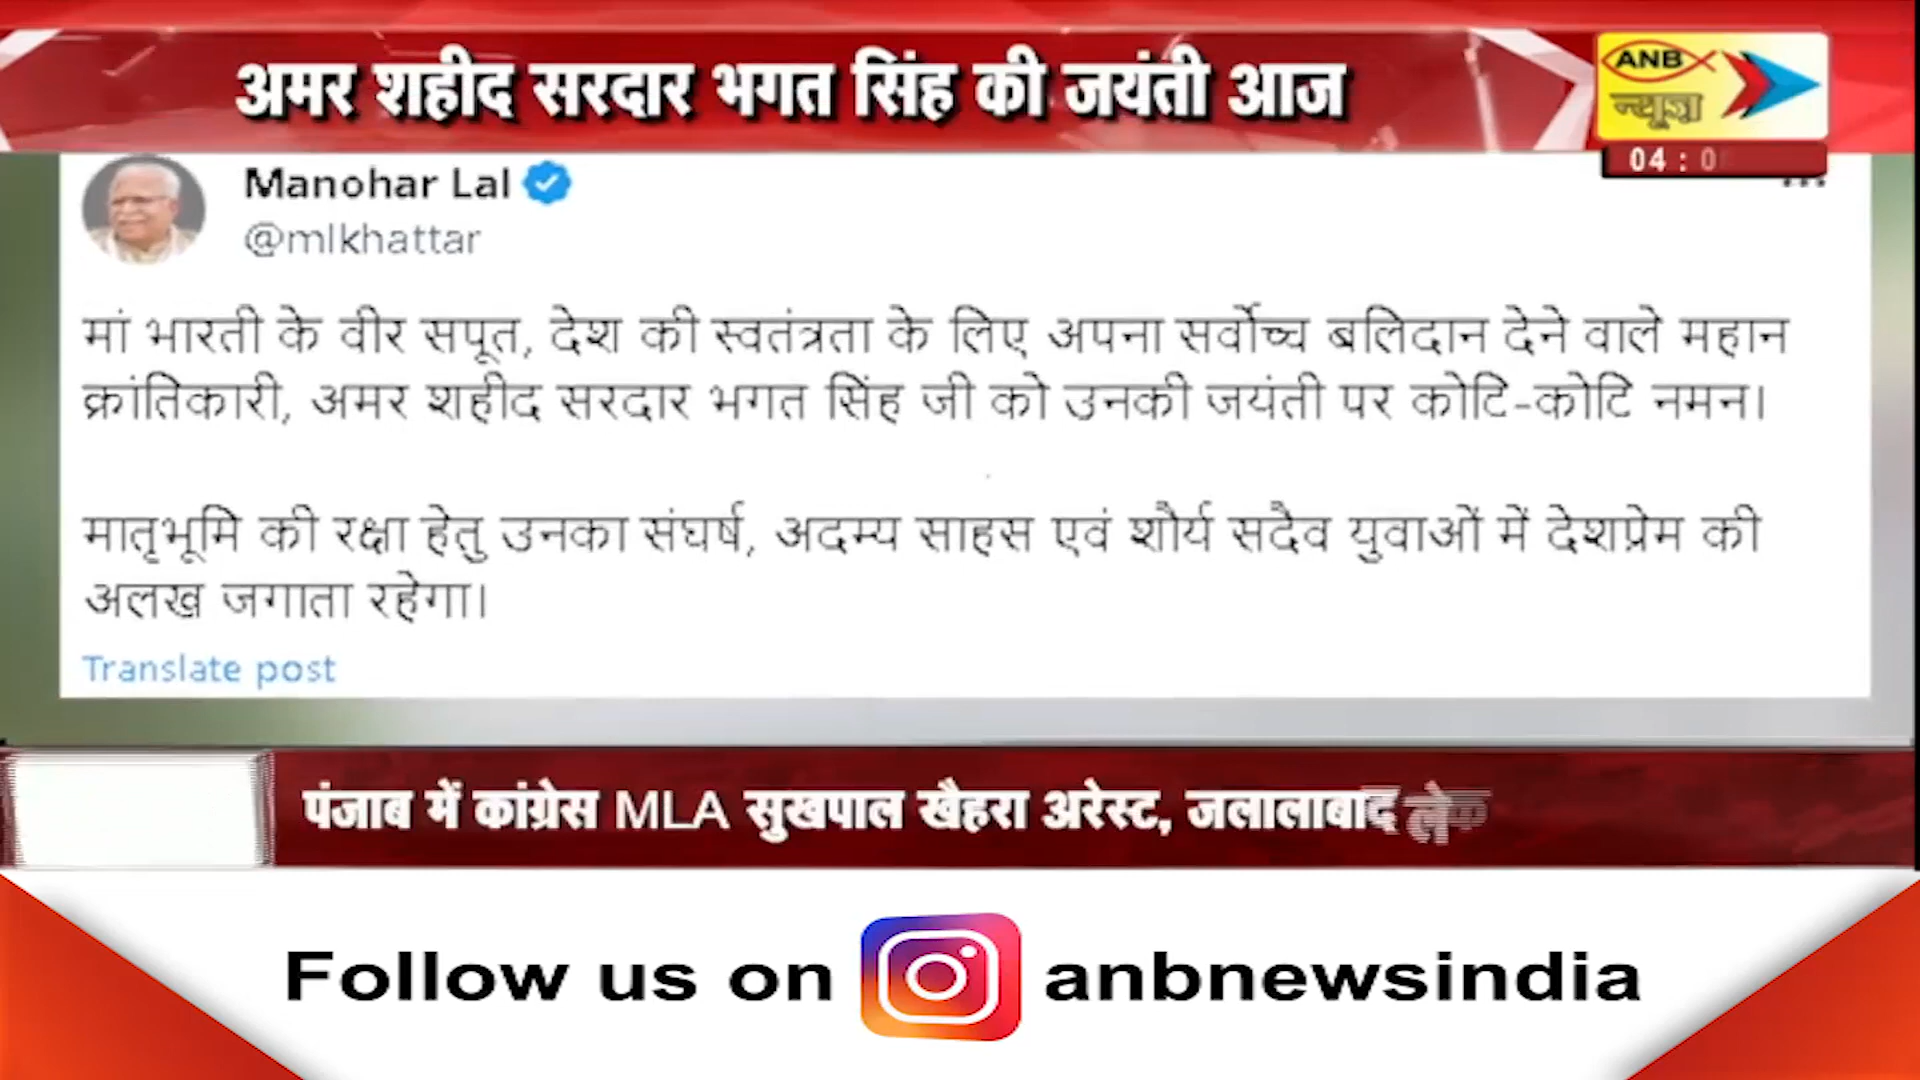 अमर शहीद सरदार भगत सिंह की जयंती आज
ANB
न्यूज़
04 : 0
Manohar Lal
@mlkhattar
मां भारती के वीर सपूत, देश की स्वतंत्रता के लिए अपना सर्वोच्च बलिदान देने वाले महान
क्रांतिकारी, अमर शहीद सरदार भगत सिंह जी को उनकी जयंती पर कोटि-कोटि नमन।
मातृभूमि की रक्षा हेतु उनका संघर्ष, अदम्य साहस एवं शौर्य सदैव युवाओं में देशप्रेम की
अलख जगाता रहेगा।
Translate post
पंजाब में कांग्रेस MLA सुखपाल खैहरा अरेस्ट, जलालाबाद
Follow us on anbnewsindia